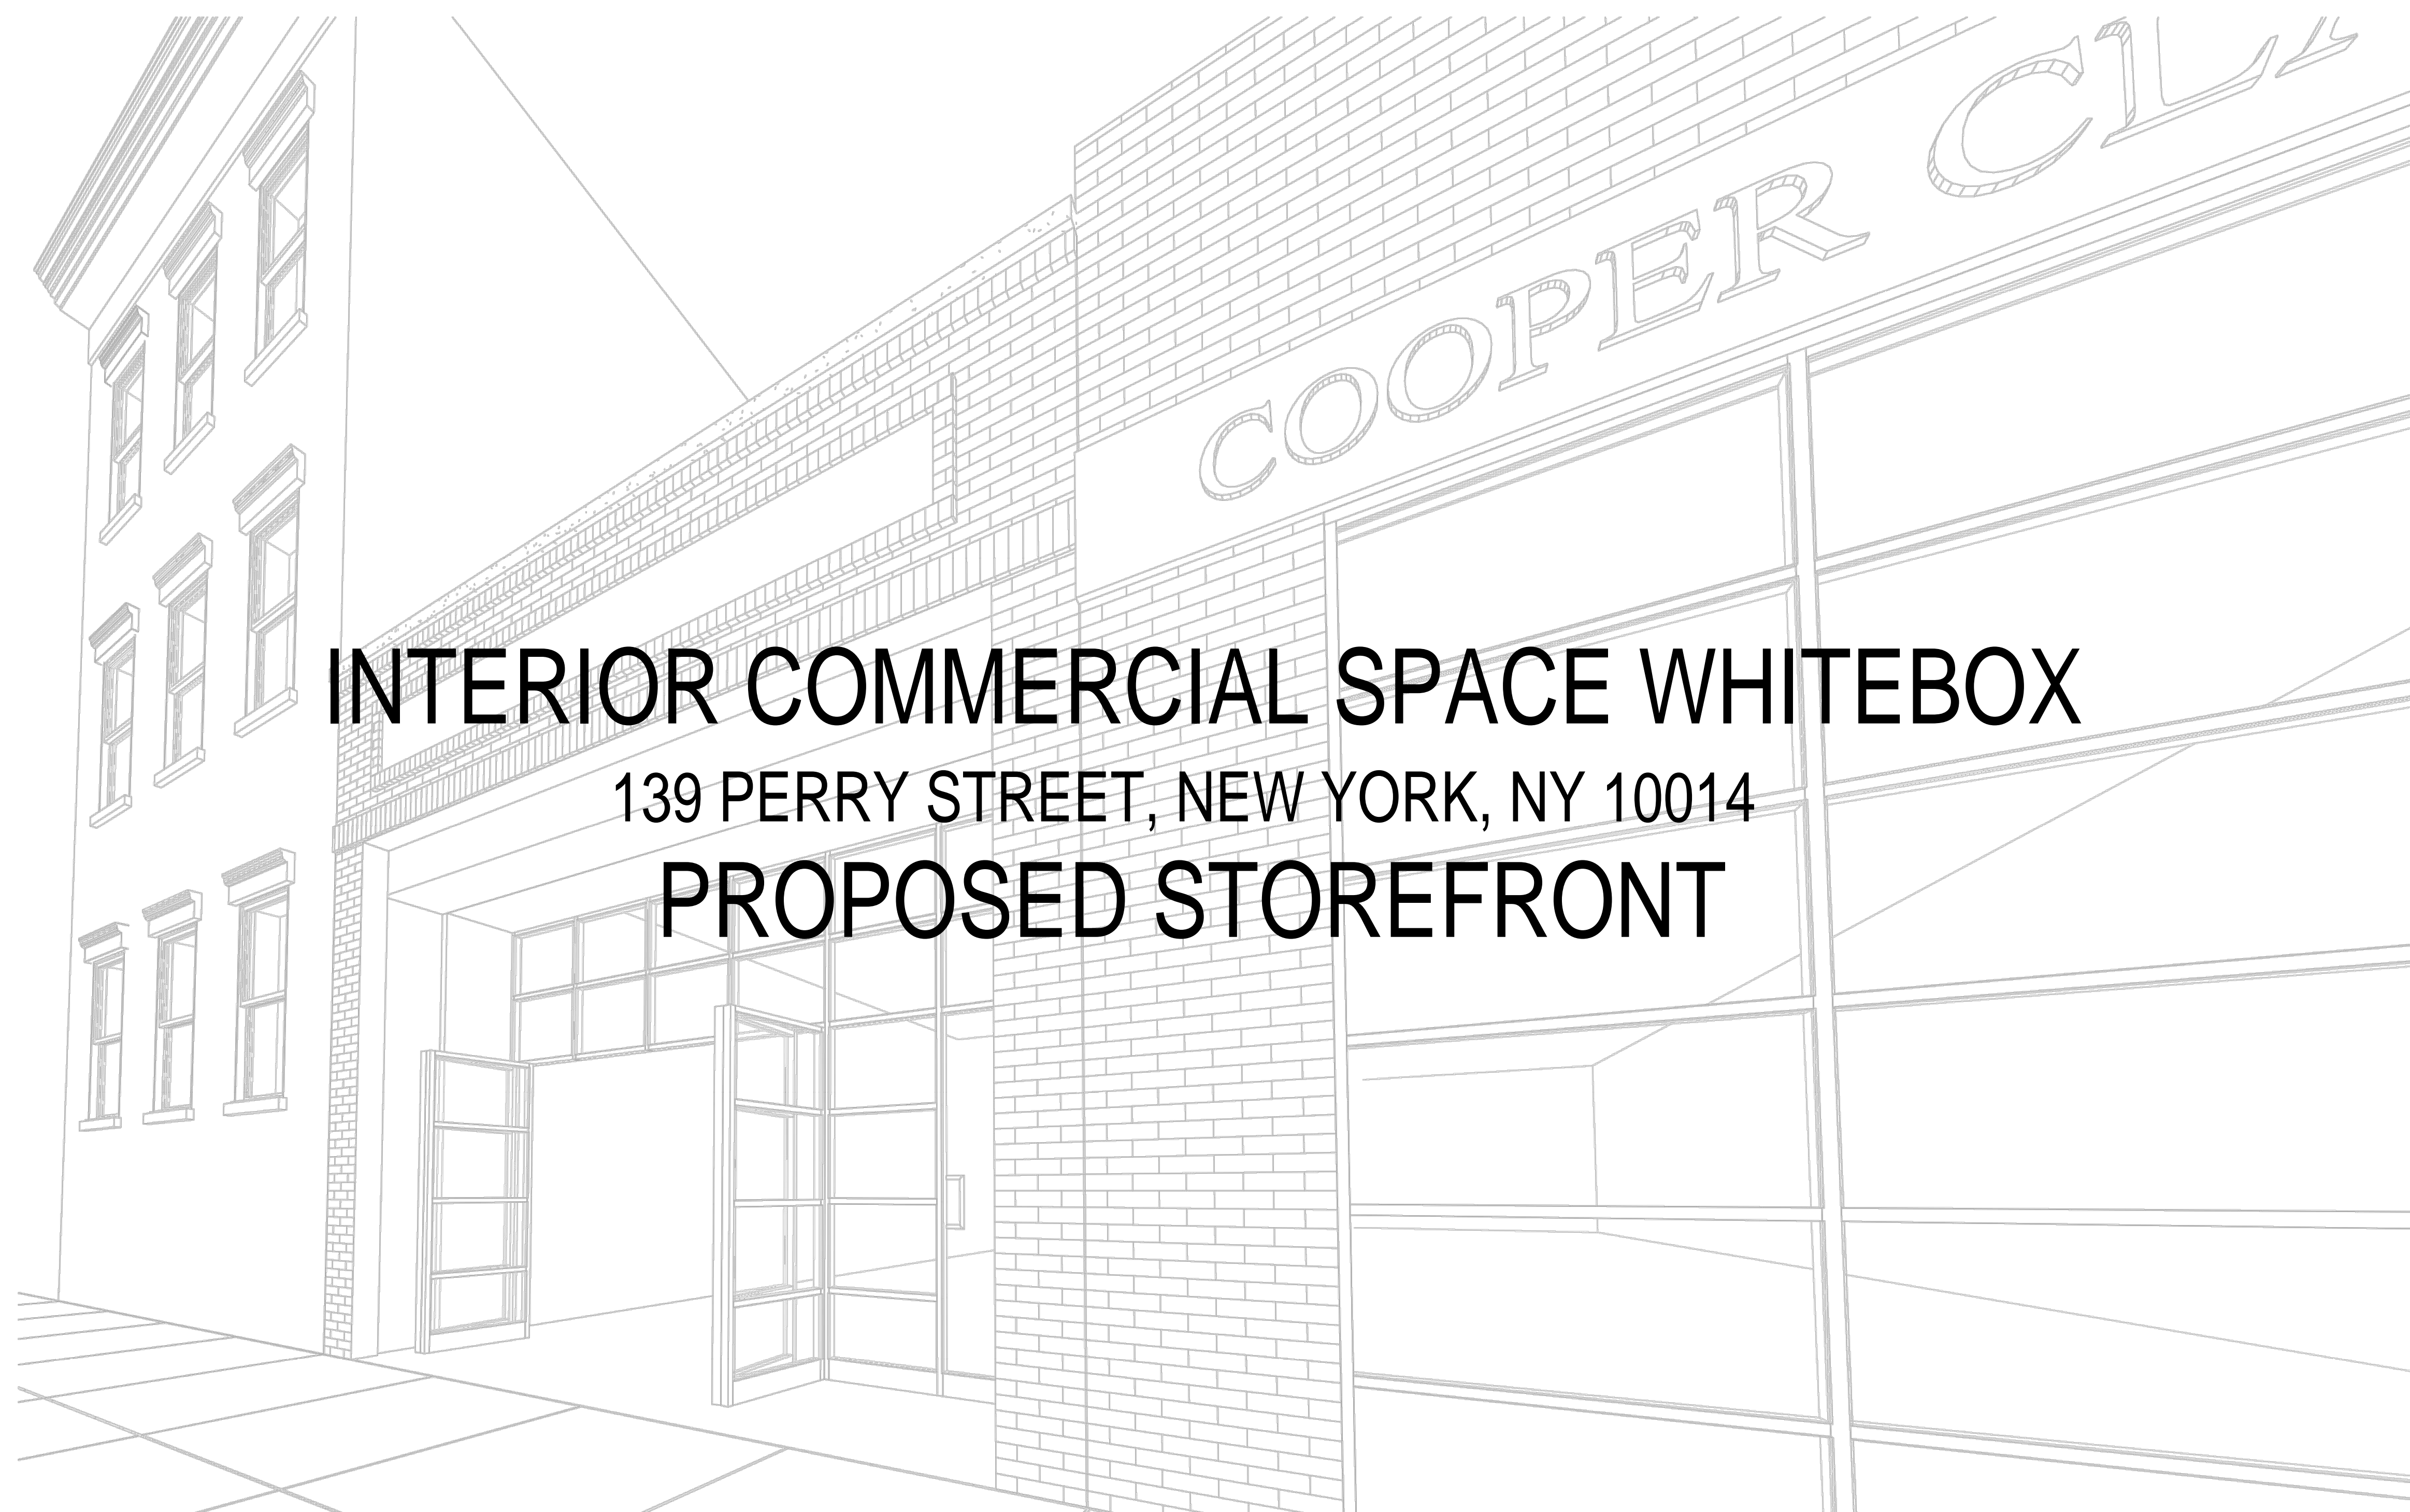 COOPER
INTERIOR COMMERCIAL SPACE WHITEBOX
139 PERRY STREET, NEW YORK, NY 10014
PROPOSED STOREFRONT